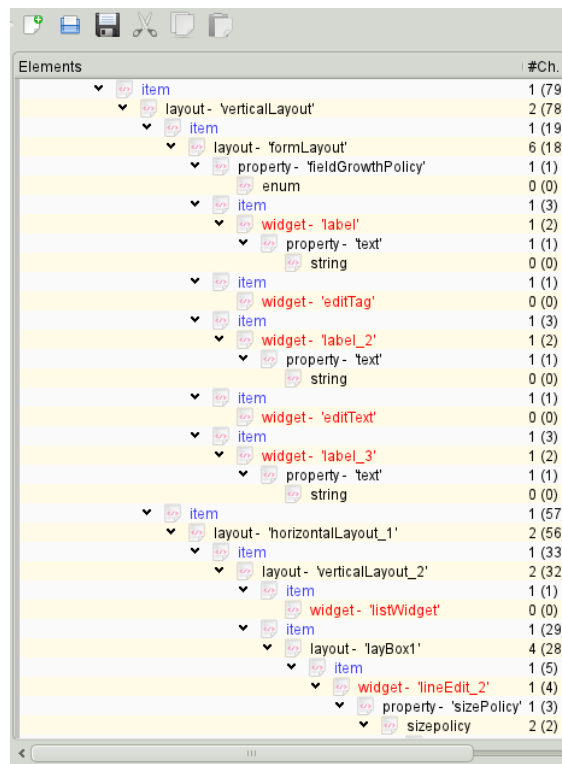 Elements #Ch.
item 1 (79
layout - 'verticalLayout' 2 (78
item 1 (19
layout - 'formLayout' 6 (18
property - 'fieldGrowthPolicy' 1 (1)
enum 0 (0)
item 1 (3)
widget - 'label' 1 (2)
property - 'text' 1 (1)
string 0 (0)
item 1 (1)
widget - 'editTag' 0 (0)
item 1 (3)
widget - 'label_2' 1 (2)
property - 'text' 1 (1)
string 0 (0)
item 1 (1)
widget - 'editText' 0 (0)
item 1 (3)
widget - 'label_3' 1 (2)
property - 'text' 1 (1)
string 0 (0)
item 1 (57
layout - 'horizontalLayout_1' 2 (56
item 1 (33
layout - 'verticalLayout_2' 2 (32
item 1 (1)
widget - 'listWidget' 0 (0)
item 1 (29
layout - 'layBox1' 4 (28
item 1 (5)
widget - 'lineEdit_2' 1 (4)
property - 'sizePolicy' 1 (3)
sizepolicy 2 (2)